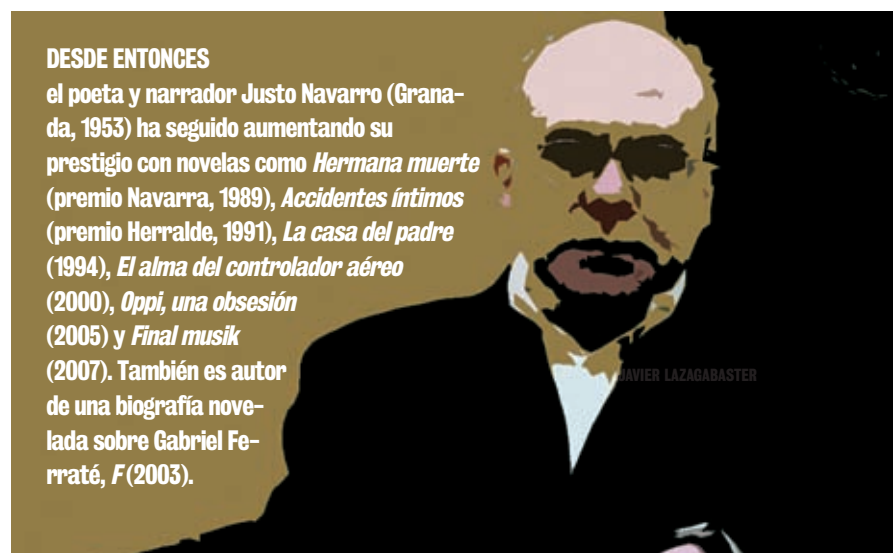 DESDE ENTONCES
el poeta y narrador Justo Navarro (Grana-
da, 1953) ha seguido aumentando su
prestigio con novelas como Hermana muerte
(premio Navarra, 1989), Accidentes íntimos
(premio Herralde, 1991), La casa del padre
(1994), El alma del controlador aéreo
(2000), Oppi, una obsesión
(2005) y Final musik
(2007). También es autor
de una biografía nove-
lada sobre Gabriel Fe-
rraté, F (2003).
JAVIER LAZAGABASTER